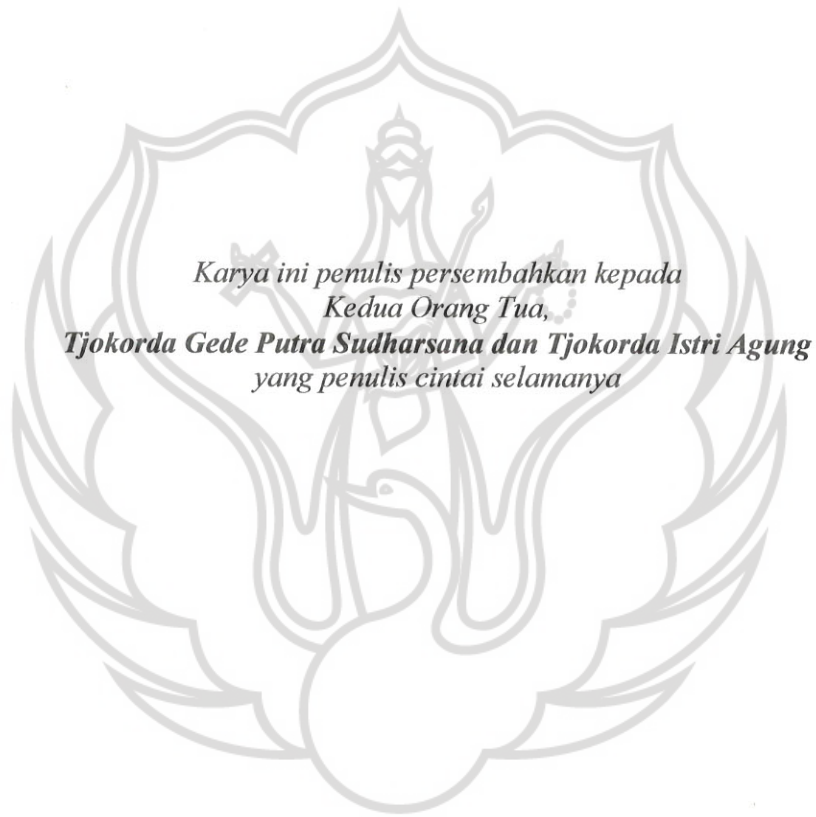 Karya ini penulis persembahkan kepada
Kedua Orang Tua,
Tjokorda Gede Putra Sudharsana dan Tjokorda Istri Agung
yang penulis cintai selamanya